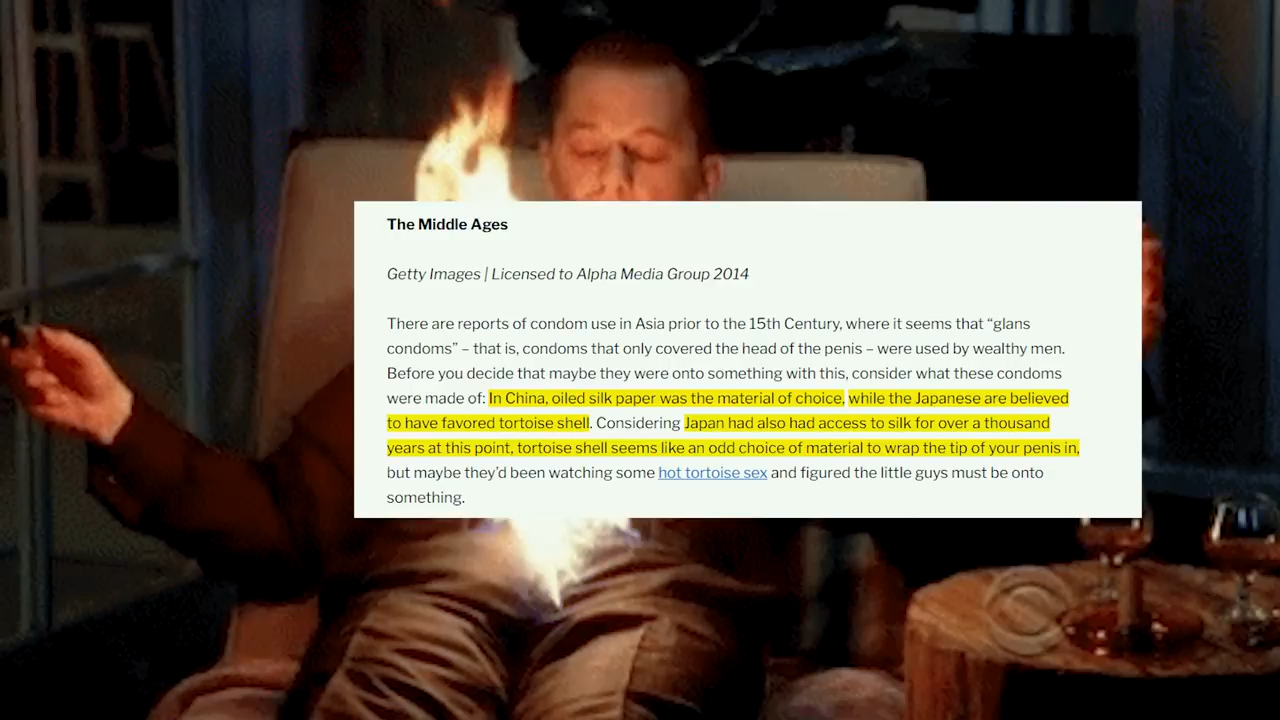 The Middle Ages
Getty Images | Licensed to Alpha Media Group 2014
There are reports of condom use in Asia prior to the 15th Century, where it seems that “glans
condoms” – that is, condoms that only covered the head of the penis – were used by wealthy men.
Before you decide that maybe they were onto something with this, consider what these condoms
were made of: In China, oiled silk paper was the material of choice, while the Japanese are believed
to have favored tortoise shell. Considering Japan had also had access to silk for over a thousand
years at this point, tortoise shell seems like an odd choice of material to wrap the tip of your penis in,
but maybe they’d been watching some hot tortoise sex and figured the little guys must be onto
something.